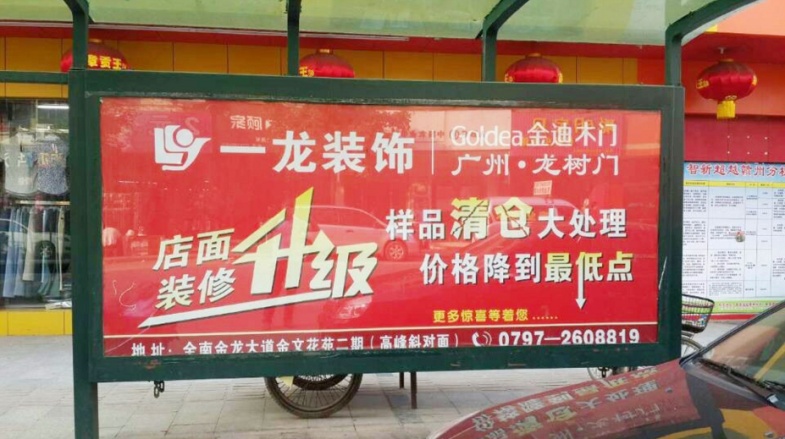 一龙装饰
Goldea金迪木门
广州·龙树门
店面
装修
升级
样品清仓大处理
价格降到最低点
更多惊喜等着您......
地址:全南金龙大道金文花苑二期(高峰斜对面) 0797-2608819